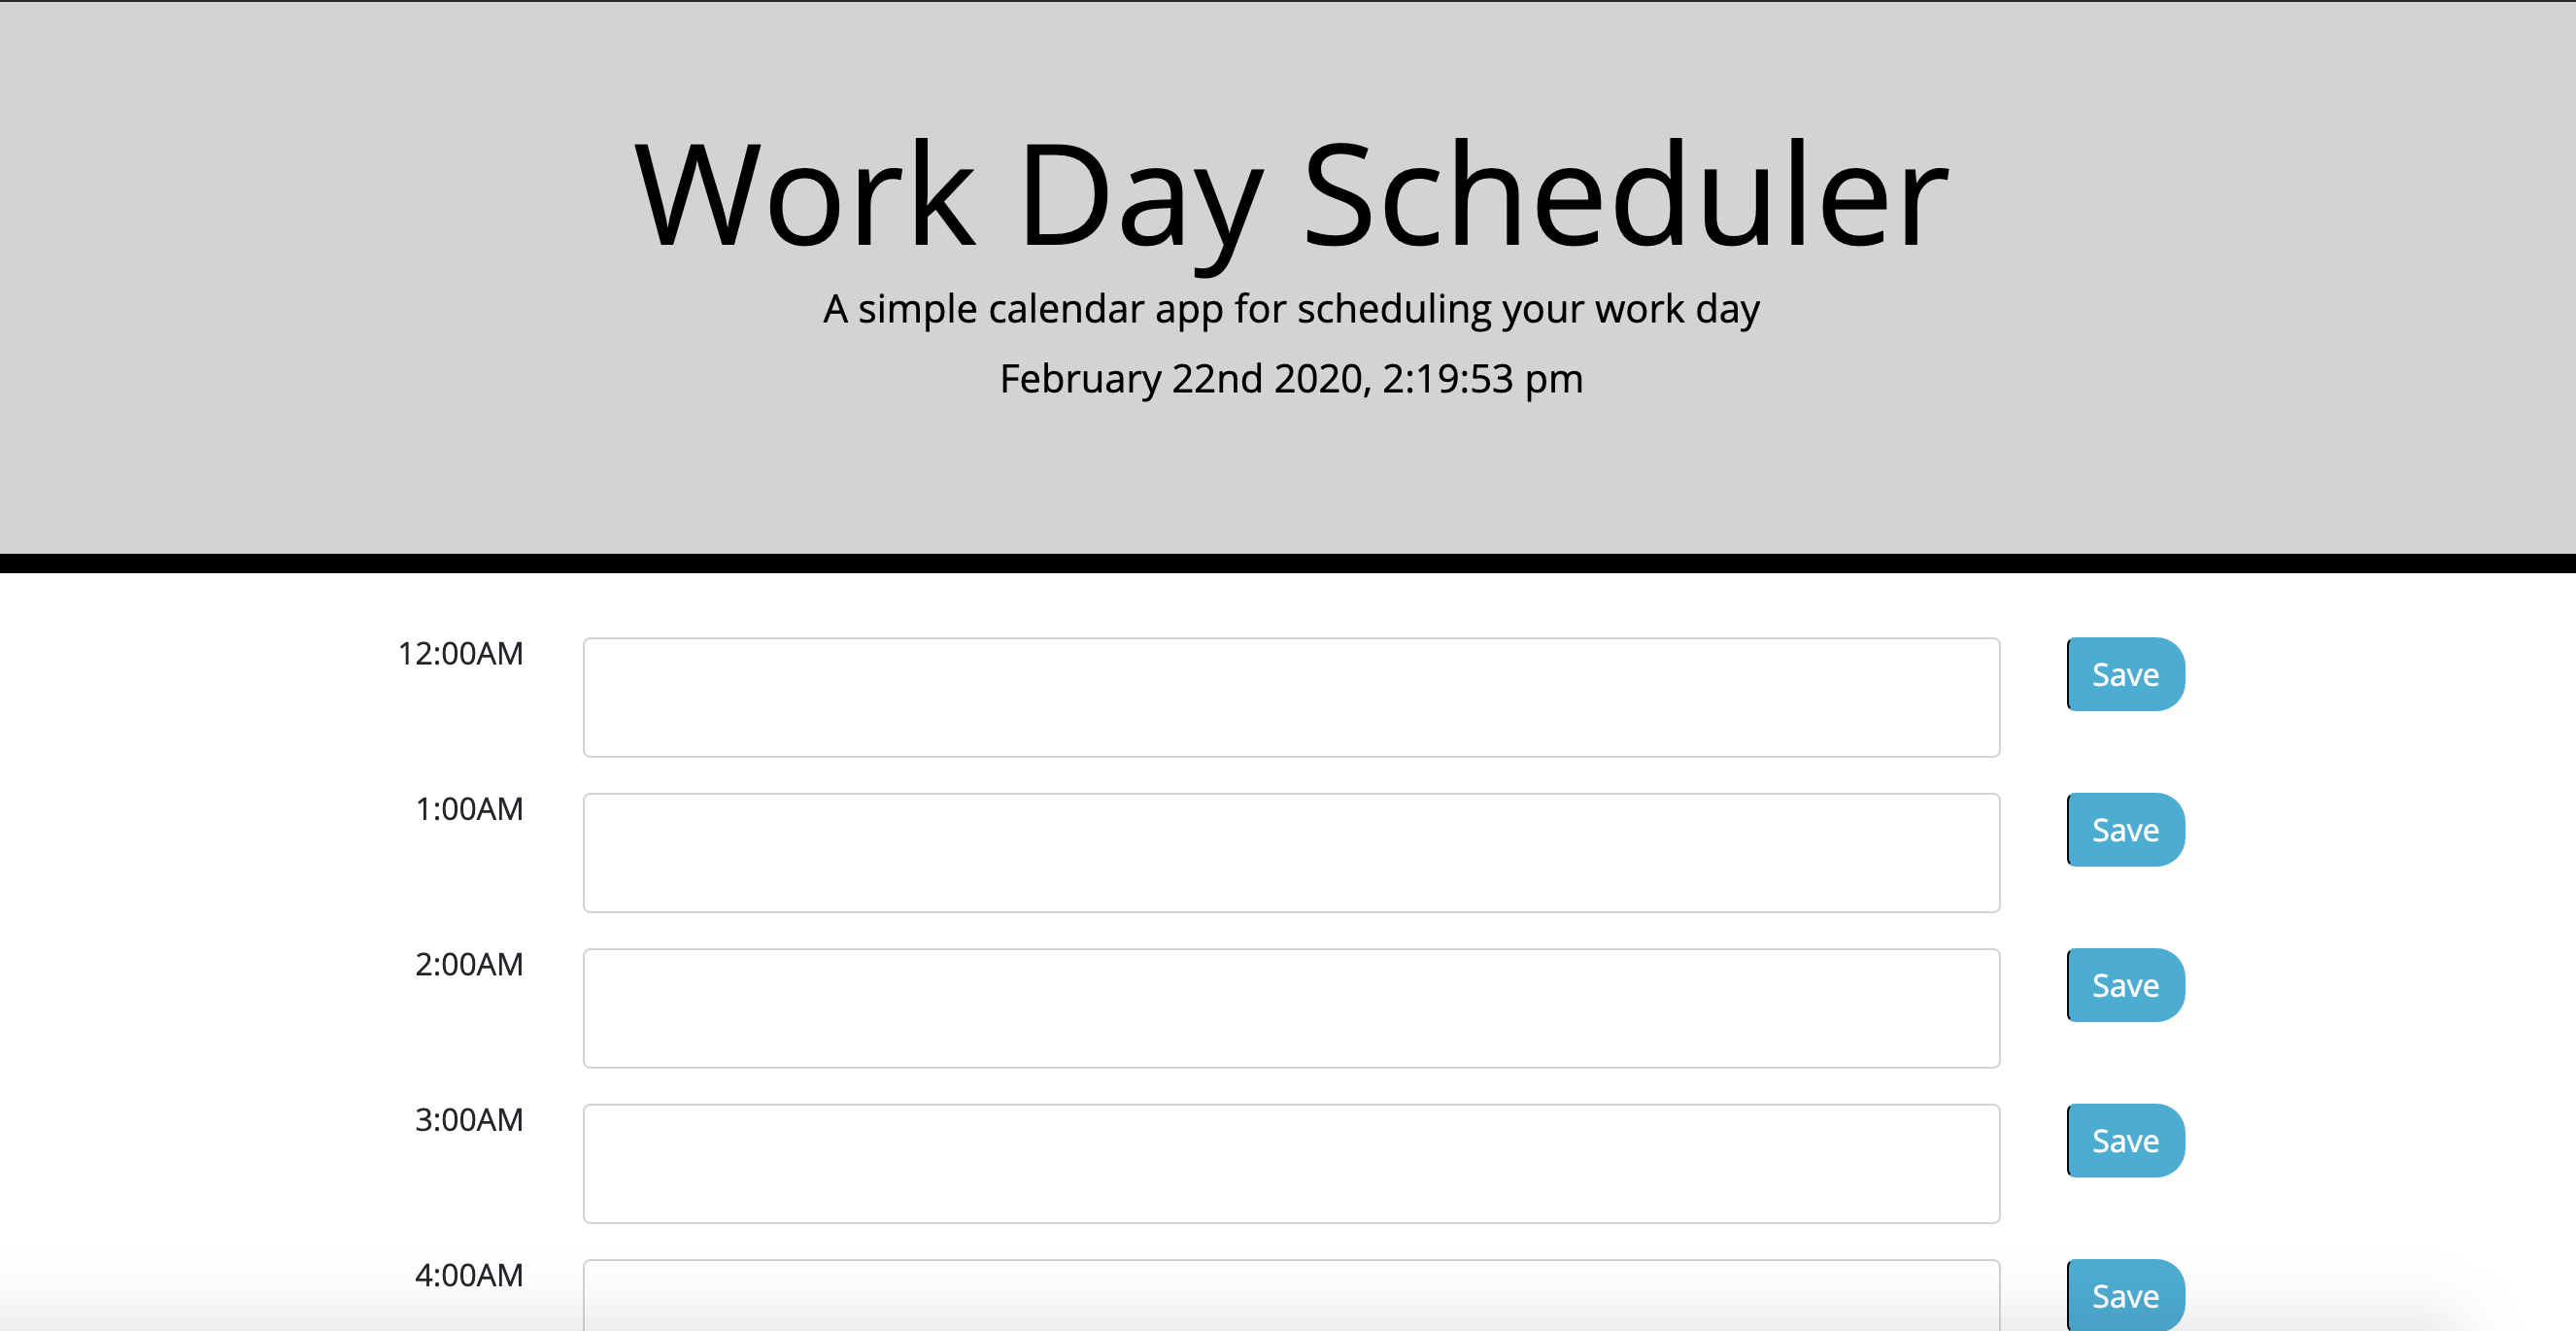 Work Day Scheduler
A simple calendar app for scheduling your work day
February 22nd 2020, 2:19:53 pm
12:00AM Save
1:00AM Save
2:00AM Save
3:00AM Save
4:00AM Save